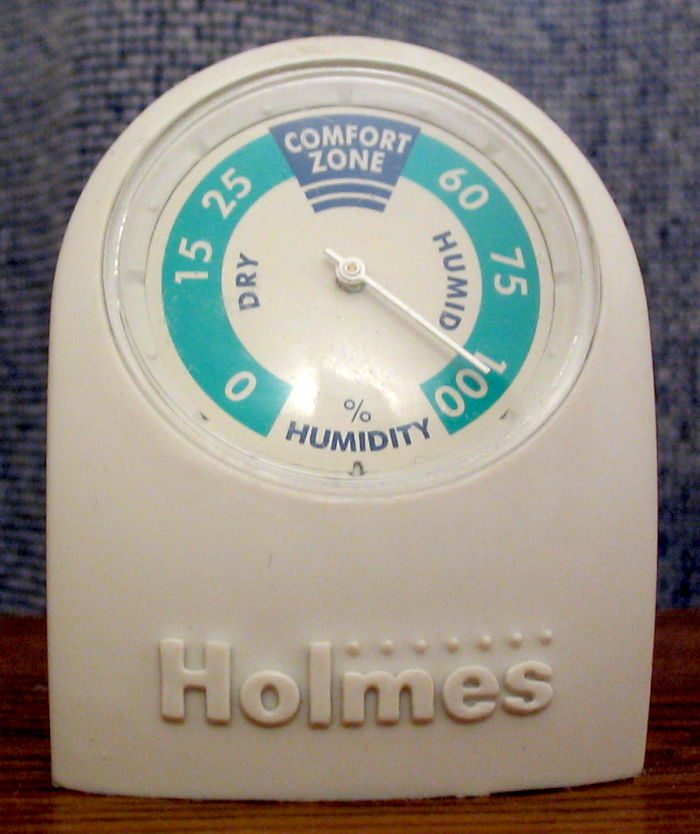 COMFORT
ZONE
25
60
15
75
DRY
HUMID
0
100
%
HUMIDITY
Holmes